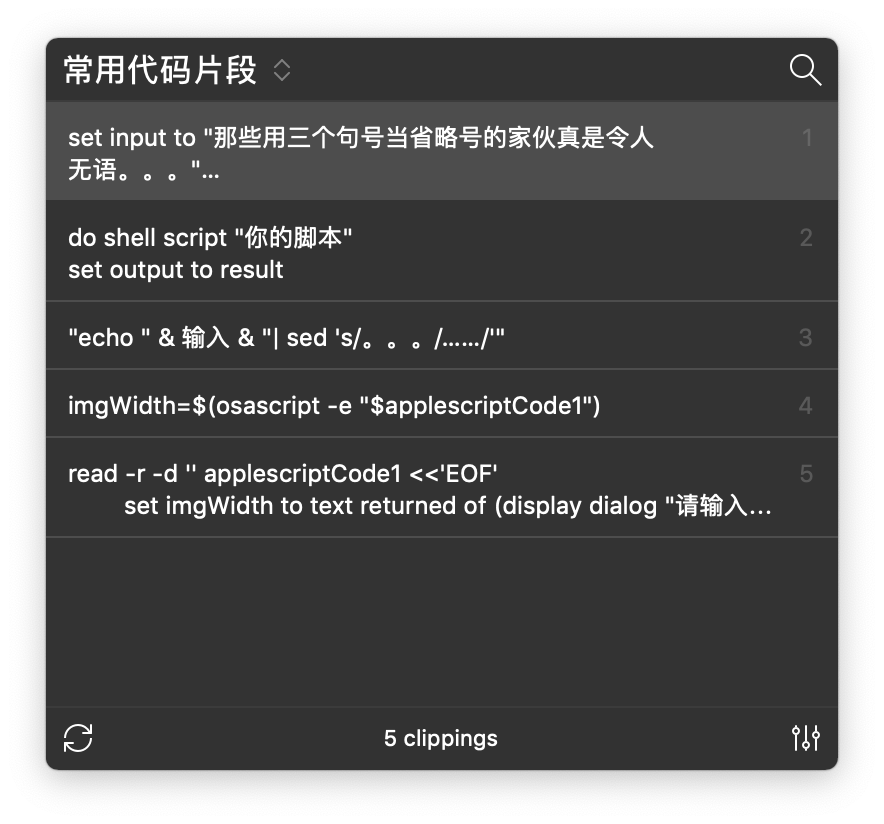 常用代码片段
set input to "那些用三个句号当省略号的家伙真是令人
无语。。。"...
1
do shell script "你的脚本"
set output to result
2
"echo " & 输入 & "| sed 's/。。。/……/'"
3
imgWidth=$(osascript -e "$applescriptCode1")
4
read -r -d '' applescriptCode1 <<'EOF'
set imgWidth to text returned of (display dialog "请输入...
5
5 clippings